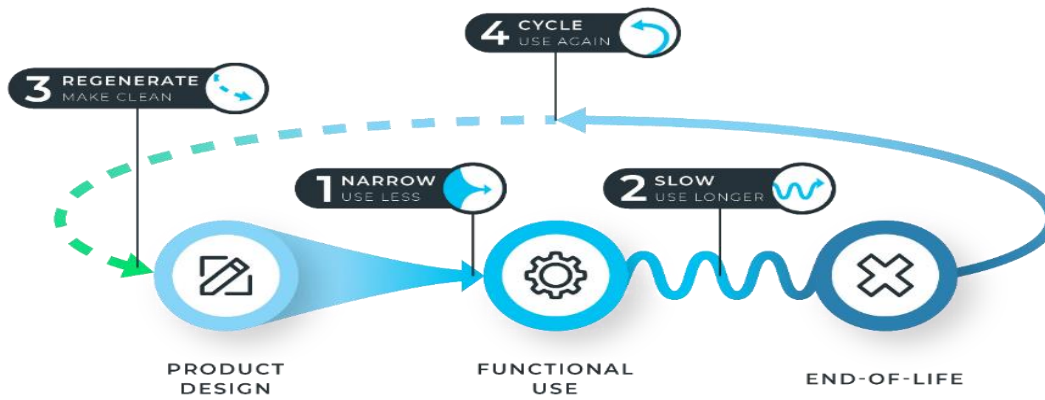 4 CYCLE
USE AGAIN
3 REGENERATE
MAKE CLEAN
1 NARROW
USE LESS
2 SLOW
USE LONGER
PRODUCT
DESIGN
FUNCTIONAL
USE
END-OF-LIFE